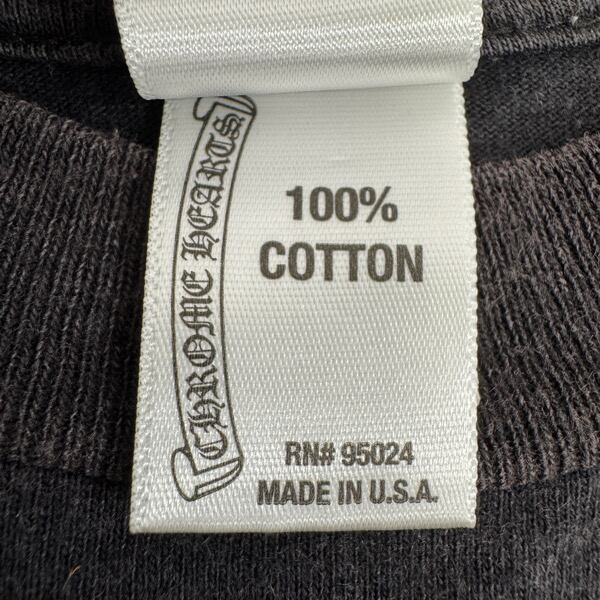 CHROME HEARTS
100%
COTTON
RN# 95024
MADE IN U.S.A.